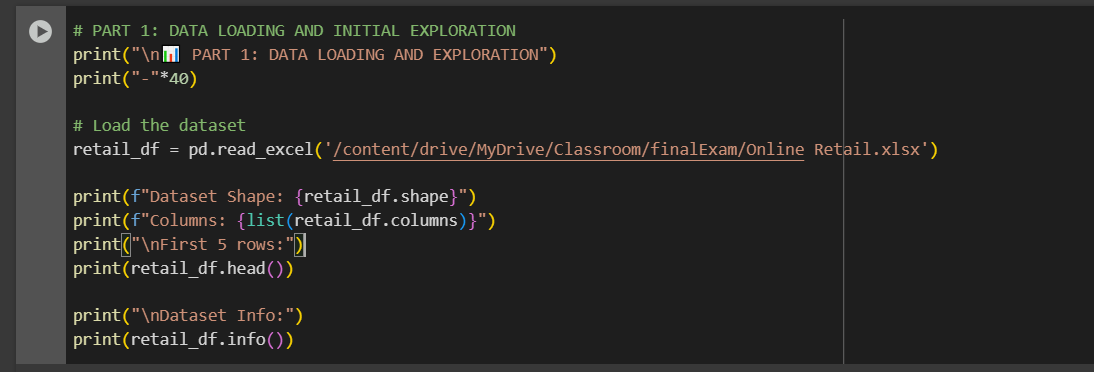 # PART 1: DATA LOADING AND INITIAL EXPLORATION
print("\n📊 PART 1: DATA LOADING AND EXPLORATION")
print("-"*40)
# Load the dataset
retail_df = pd.read_excel('/content/drive/MyDrive/Classroom/finalExam/Online Retail.xlsx')
print(f"Dataset Shape: {retail_df.shape}")
print(f"Columns: {list(retail_df.columns)}")
print("\nFirst 5 rows:")
print(retail_df.head())
print("\nDataset Info:")
print(retail_df.info())